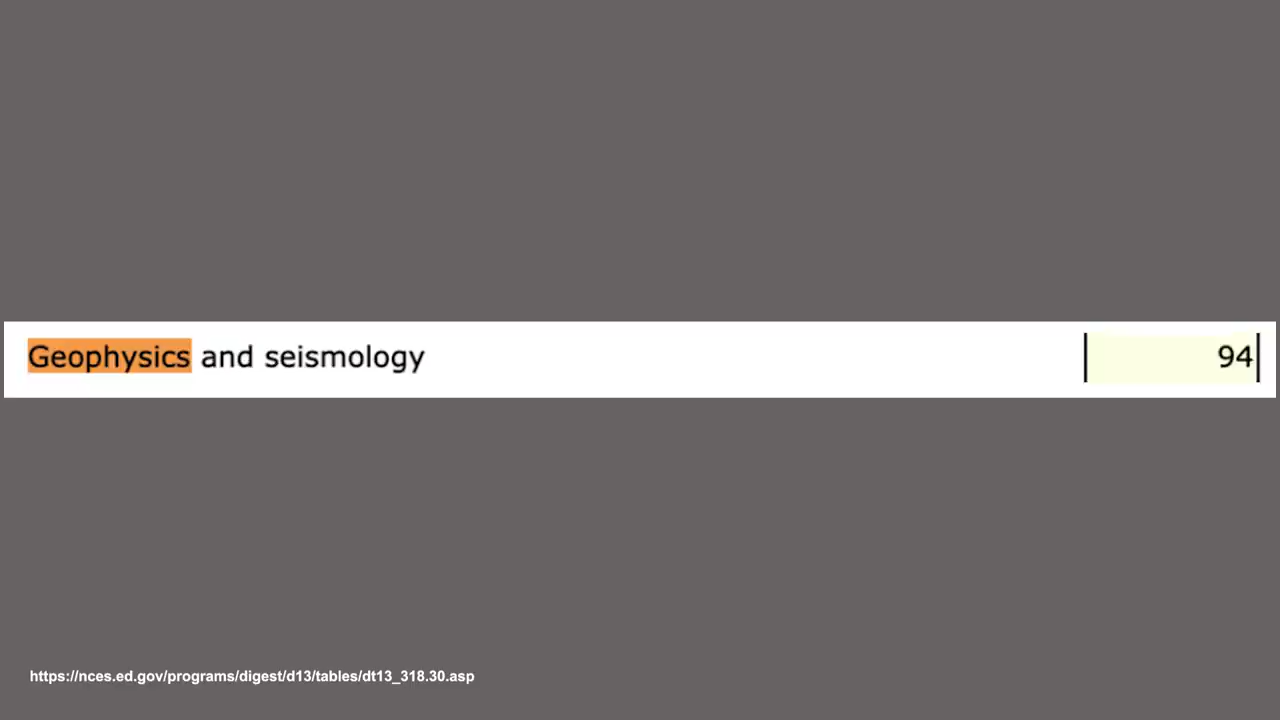 Geophysics and seismology 94
https://nces.ed.gov/programs/digest/d13/tables/dt13_318.30.asp